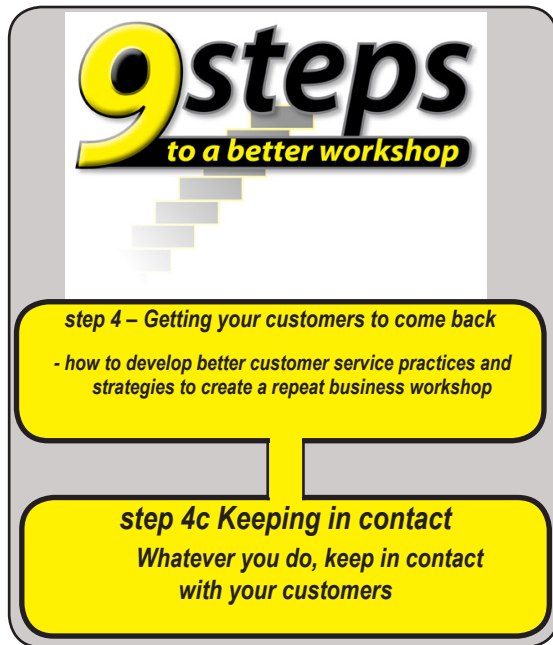 9steps
to a better workshop
step 4 – Getting your customers to come back
- how to develop better customer service practices and
strategies to create a repeat business workshop
step 4c Keeping in contact
Whatever you do, keep in contact
with your customers